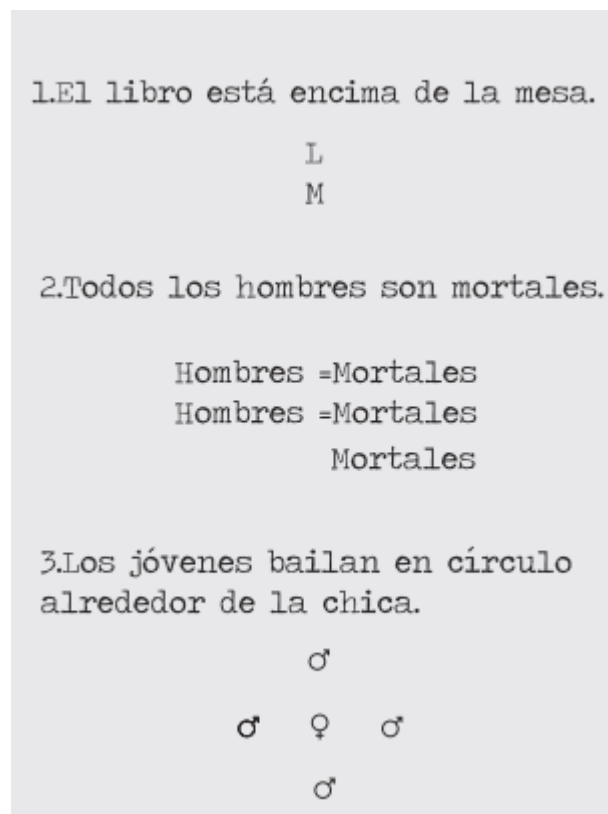 1.El libro está encima de la mesa.
L
M
2.Todos los hombres son mortales.
Hombres =Mortales
Hombres =Mortales
Mortales
3.Los jóvenes bailan en círculo
alrededor de la chica.
♂
♂ ♀ ♂
♂